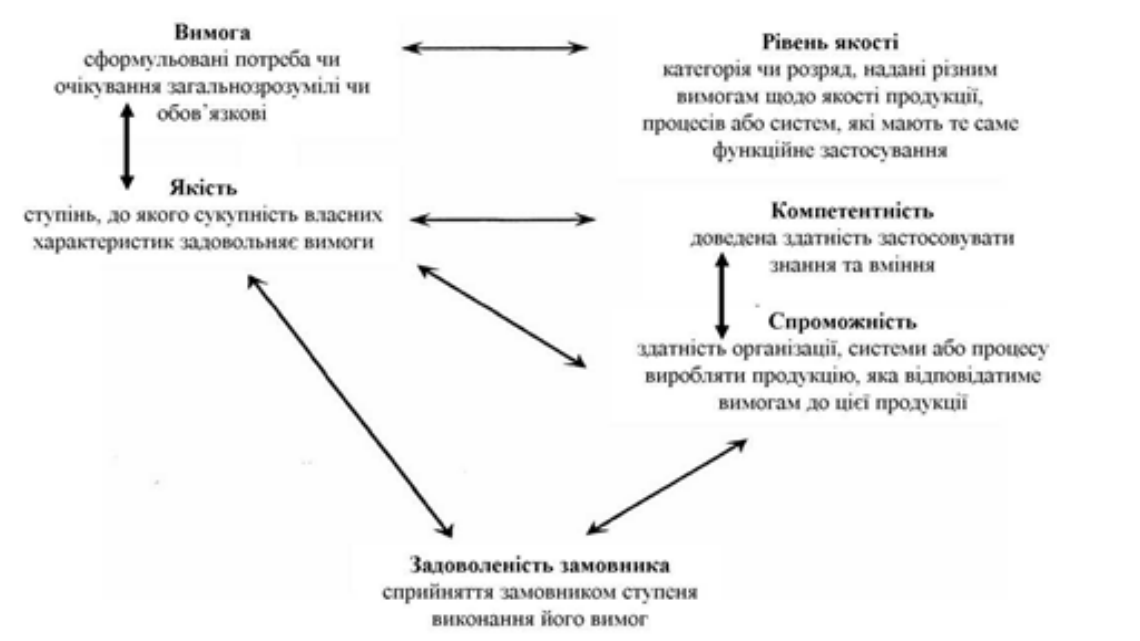 Вимога
сформульовані потреба чи
очікування загальнозрозумілі чи
обов’язкові
Рівень якості
категорія чи розряд, надані різним
вимогам щодо якості продукції,
процесів або систем, які мають те саме
функційне застосування
Якість
ступінь, до якого сукупність власних
характеристик задовольняє вимоги
Компетентність
доведена здатність застосовувати
знання та вміння
Спроможність
здатність організації, системи або процесу
виробляти продукцію, яка відповідатиме
вимогам до цієї продукції
Задоволеність замовника
сприйняття замовником ступеня
виконання його вимог